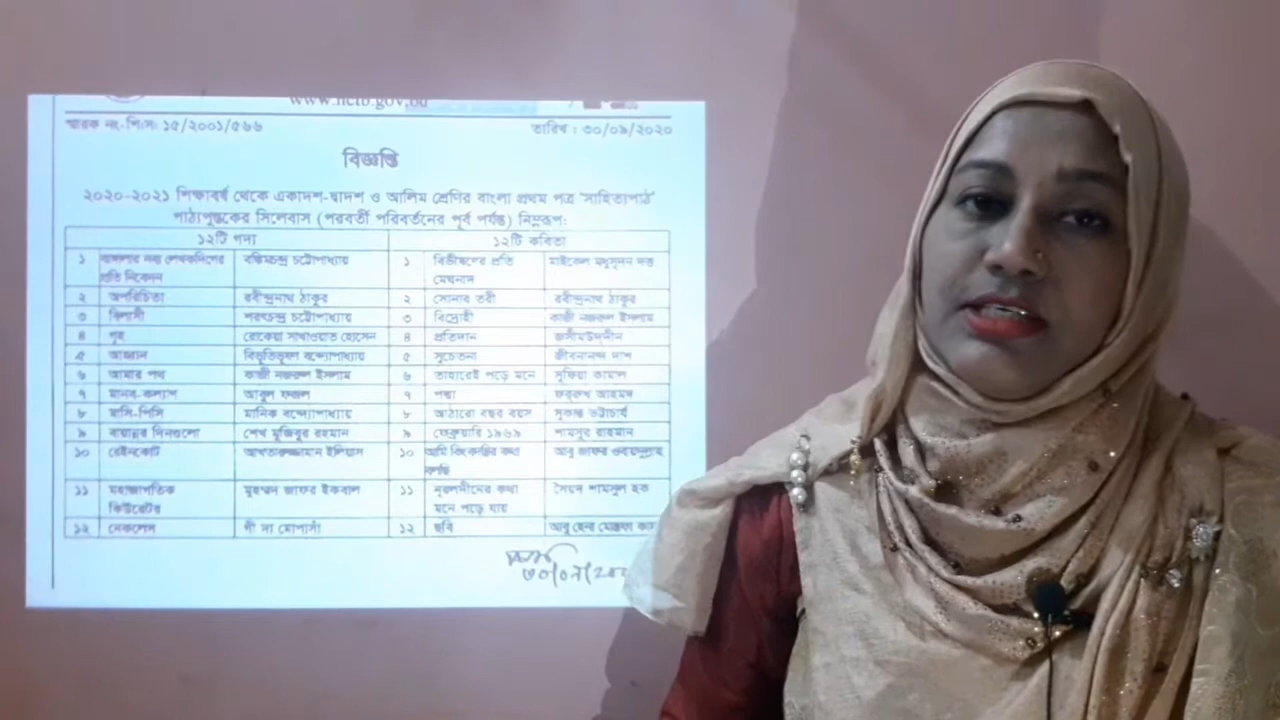 www.nctb.gov.bd
স্মারক নং-শিঃসঃ ১৫/২০০১/৫৬৬ তারিখ : ৩০/০৯/২০২০
বিজ্ঞপ্তি
২০২০-২০২১ শিক্ষাবর্ষ থেকে একাদশ-দ্বাদশ ও আলিম শ্রেণির বাংলা প্রথম পত্র 'সাহিত্যপাঠ'
পাঠ্যপুস্তকের সিলেবাস (পরবর্তী পরিবর্তনের পূর্ব পর্যন্ত) নিম্নরূপ:
১২টি গদ্য ১২টি কবিতা
১ বাঙ্গালার নব্য লেখকদিগের বঙ্কিমচন্দ্র চট্টোপাধ্যায় ১ বিভীষণের প্রতি মাইকেল মধুসূদন দত্ত
প্রতি নিবেদন মেঘনাদ
২ অপরিচিতা রবীন্দ্রনাথ ঠাকুর ২ সোনার তরী রবীন্দ্রনাথ ঠাকুর
৩ বিলাসী শরৎচন্দ্র চট্টোপাধ্যায় ৩ বিদ্রোহী কাজী নজরুল ইসলাম
৪ গৃহ রোকেয়া সাখাওয়াত হোসেন ৪ প্রতিদান জসীমউদ্‌দীন
৫ আহ্বান বিভূতিভূষণ বন্দ্যোপাধ্যায় ৫ সুচেতনা জীবনানন্দ দাশ
৬ আমার পথ কাজী নজরুল ইসলাম ৬ তাহারেই পড়ে মনে সুফিয়া কামাল
৭ মানব-কল্যাণ আবুল ফজল ৭ পদ্মা ফররুখ আহমদ
৮ মাসি-পিসি মানিক বন্দ্যোপাধ্যায় ৮ আঠারো বছর বয়স সুকান্ত ভট্টাচার্য
৯ বায়ান্নর দিনগুলো শেখ মুজিবুর রহমান ৯ ফেব্রুয়ারি ১৯৬৯ শামসুর রাহমান
১০ রেইনকোট আখতারুজ্জামান ইলিয়াস ১০ আমি কিংবদন্তির কথা আবু জাফর ওবায়দুল্লাহ
বলছি
১১ মহাজাগতিক মুহম্মদ জাফর ইকবাল ১১ নূরলদীনের কথা সৈয়দ শামসুল হক
কিউরেটর মনে পড়ে যায়
১২ নেকলেস গী দা মোপাসাঁ ১২ ছবি আবু হেনা মোস্তফা কা